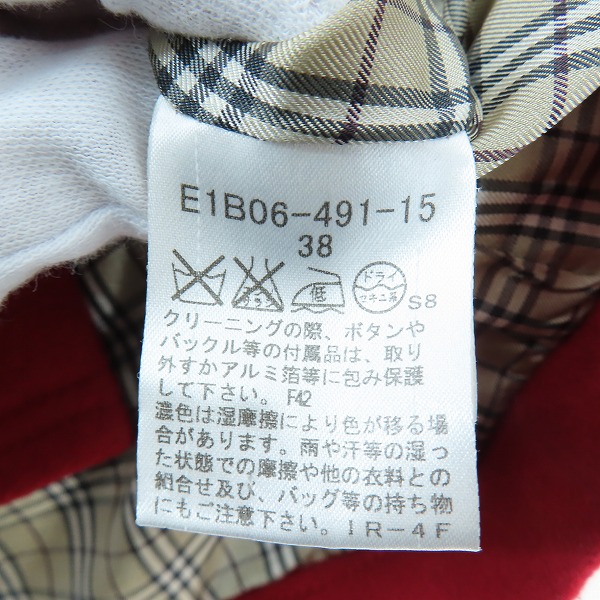 E1B06-491-15
38
低 ドライ セキユ系 S8
クリーニングの際、ボタンや
バックル等の付属品は、取り
外すかアルミ箔等に包み保護
して下さい。 F42
濃色は湿摩擦により色が移る場
合があります。雨や汗等の湿っ
た状態での摩擦や他の衣料との
組合せ及び、バッグ等の持ち物
にもご注意下さい。IR-4F